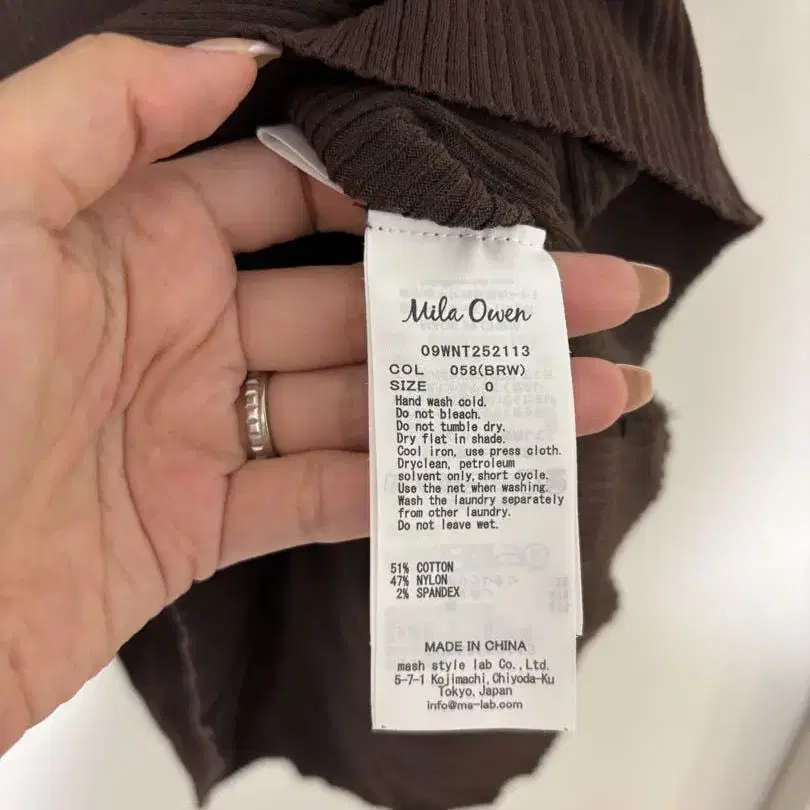 Mila Owen
09WNT252113
COL 058(BRW)
SIZE 0
Hand wash cold.
Do not bleach.
Do not tumble dry.
Dry flat in shade.
Cool iron, use press cloth.
Dryclean, petroleum
solvent only, short cycle.
Use the net when washing.
Wash the laundry separately
from other laundry.
Do not leave wet.
51% COTTON
47% NYLON
2% SPANDEX
MADE IN CHINA
mash style lab Co., Ltd.
5-7-1 Kojimachi, Chiyoda-Ku
Tokyo, Japan
info@ms-lab.com